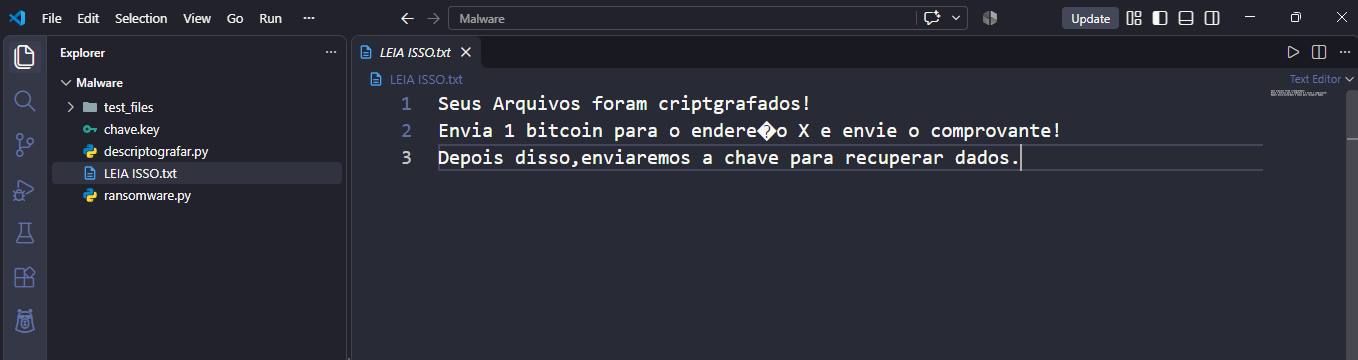 File Edit Selection View Go Run ··· Malware Update
Explorer ···
LEIA ISSO.txt
Malware
LEIA ISSO.txt
Text Editor
test_files
chave.key
descriptografar.py
LEIA ISSO.txt
ransomware.py
1 Seus Arquivos foram criptgrafados!
2 Envia 1 bitcoin para o endere�o X e envie o comprovante!
3 Depois disso,enviaremos a chave para recuperar dados.